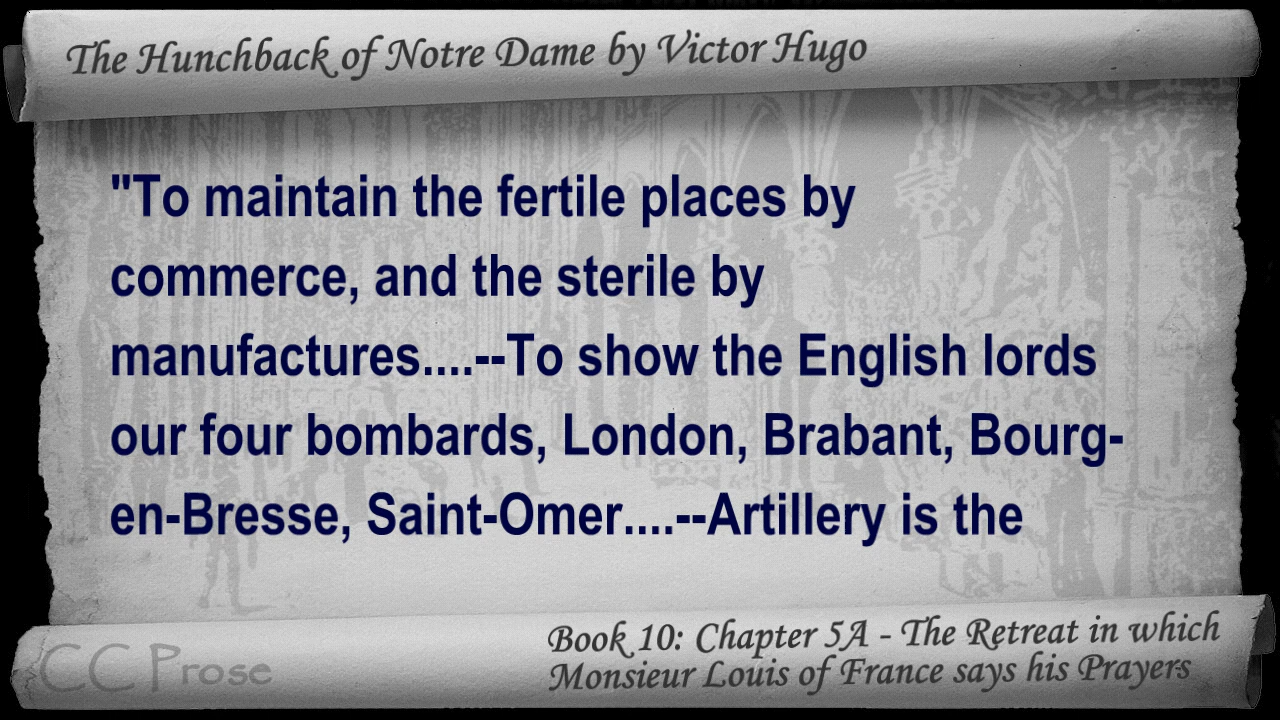 The Hunchback of Notre Dame by Victor Hugo
"To maintain the fertile places by
commerce, and the sterile by
manufactures....--To show the English lords
our four bombards, London, Brabant, Bourg-
en-Bresse, Saint-Omer....--Artillery is the
CC Prose
Book 10: Chapter 5A - The Retreat in which
Monsieur Louis of France says his Prayers